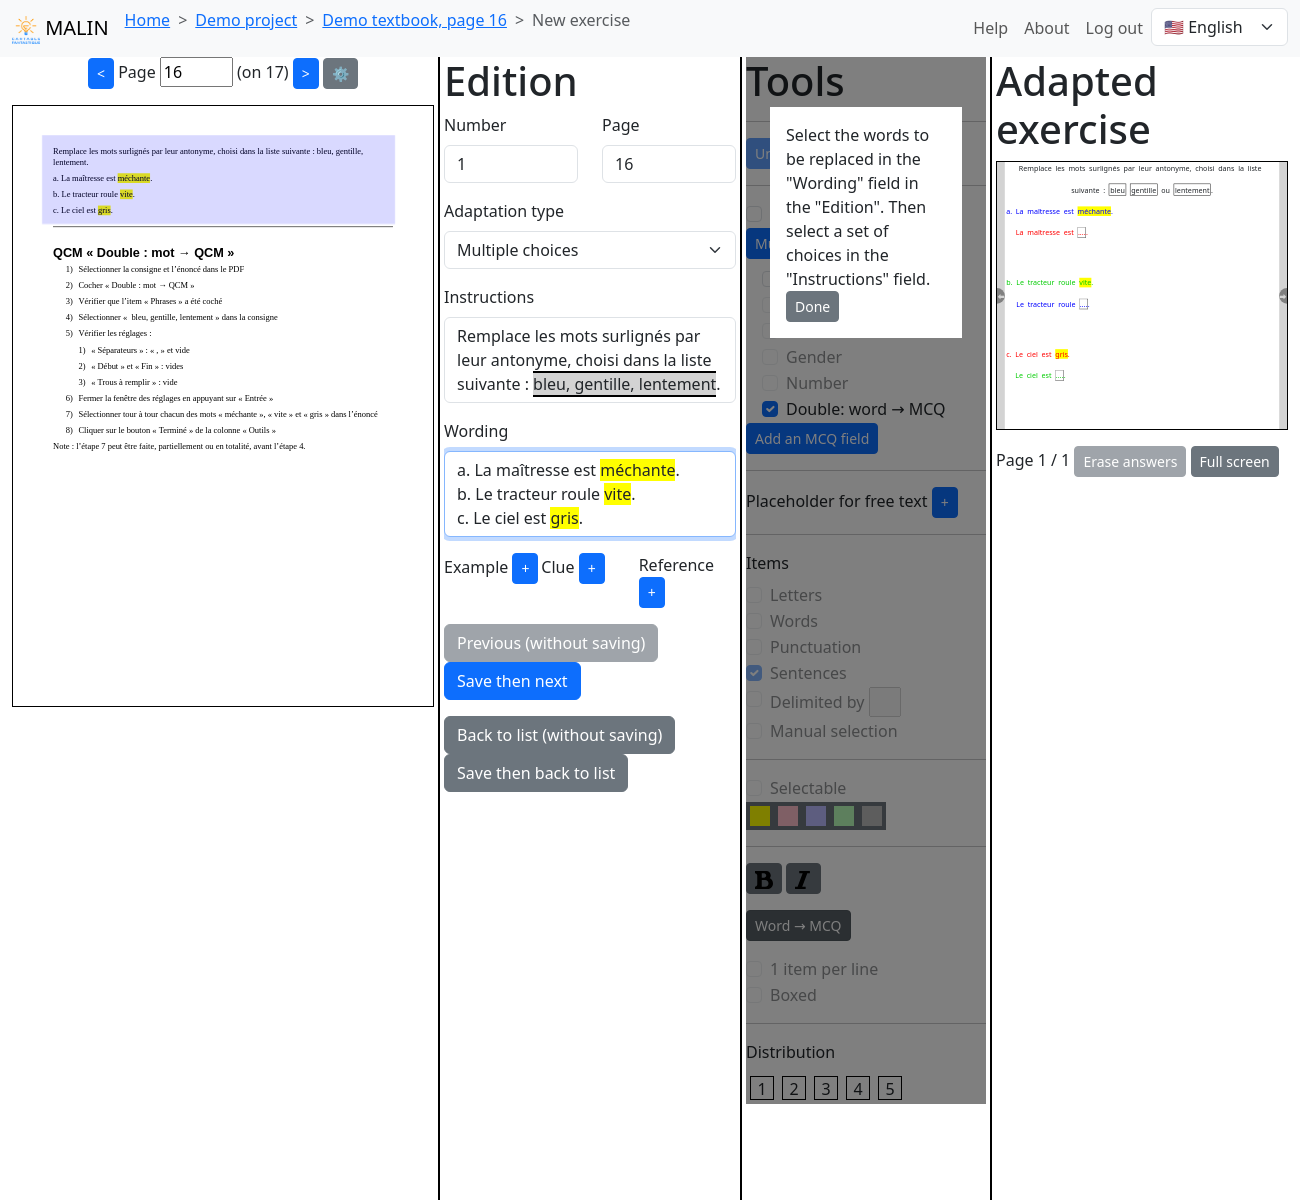 MALIN
Home > Demo project > Demo textbook, page 16 > New exercise
Help About Log out 🇺🇸 English
< Page 16 (on 17) > ⚙️
Remplace les mots surlignés par leur antonyme, choisi dans la liste suivante : bleu, gentille,
lentement.
a. La maîtresse est méchante.
b. Le tracteur roule vite.
c. Le ciel est gris.
QCM « Double : mot → QCM »
1) Sélectionner la consigne et l'énoncé dans le PDF
2) Cocher « Double : mot → QCM »
3) Vérifier que l'item « Phrases » a été coché
4) Sélectionner « bleu, gentille, lentement » dans la consigne
5) Vérifier les réglages :
1) « Séparateurs » : « , » et vide
2) « Début » et « Fin » : vides
3) « Trous à remplir » : vide
6) Fermer la fenêtre des réglages en appuyant sur « Entrée »
7) Sélectionner tour à tour chacun des mots « méchante », « vite » et « gris » dans l'énoncé
8) Cliquer sur le bouton « Terminé » de la colonne « Outils »
Note : l'étape 7 peut être faite, partiellement ou en totalité, avant l'étape 4.
Edition
Number Page
1 16
Adaptation type
Multiple choices
Instructions
Remplace les mots surlignés par
leur antonyme, choisi dans la liste
suivante : bleu, gentille, lentement.
Wording
a. La maîtresse est méchante.
b. Le tracteur roule vite.
c. Le ciel est gris.
Example + Clue + Reference
+
Previous (without saving)
Save then next
Back to list (without saving)
Save then back to list
Tools
Select the words to
be replaced in the
"Wording" field in
the "Edition". Then
select a set of
choices in the
"Instructions" field.
Done
Gender
Number
Double: word → MCQ
Add an MCQ field
Placeholder for free text +
Items
Letters
Words
Punctuation
Sentences
Delimited by
Manual selection
Selectable
B I
Word → MCQ
1 item per line
Boxed
Distribution
1 2 3 4 5
Adapted
exercise
Remplace les mots surlignés par leur antonyme, choisi dans la liste
suivante : bleu gentille ou lentement.
a. La maîtresse est méchante.
La maîtresse est ....
b. Le tracteur roule vite.
Le tracteur roule ....
c. Le ciel est gris.
Le ciel est ....
Page 1 / 1 Erase answers Full screen